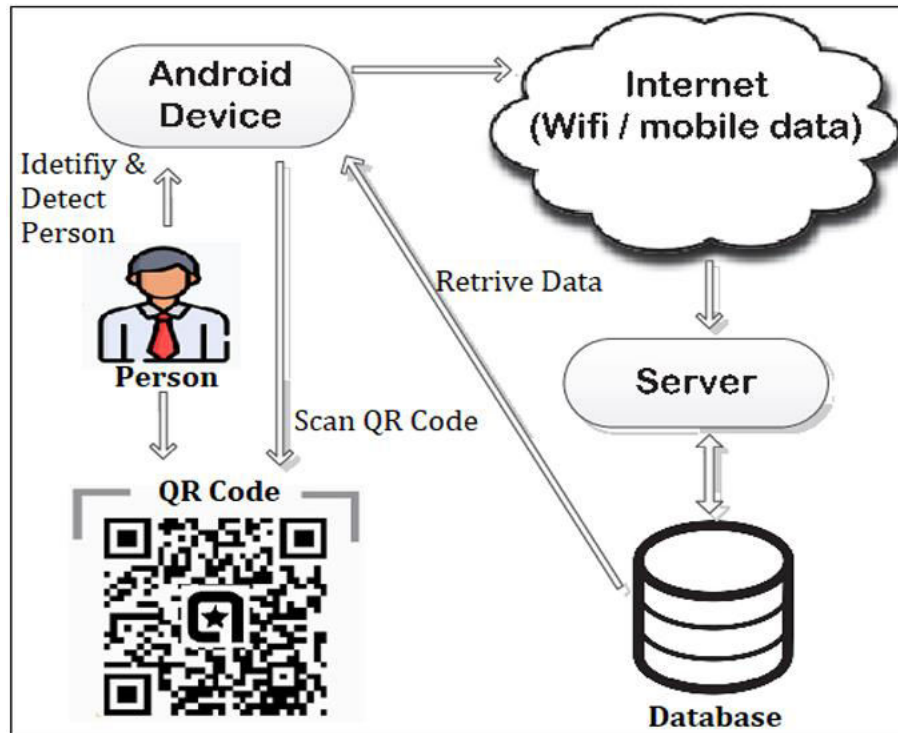 Android
Device
Internet
(Wifi / mobile data)
Idetifiy &
Detect
Person
Person
Retrive Data
Server
Scan QR Code
QR Code
Database